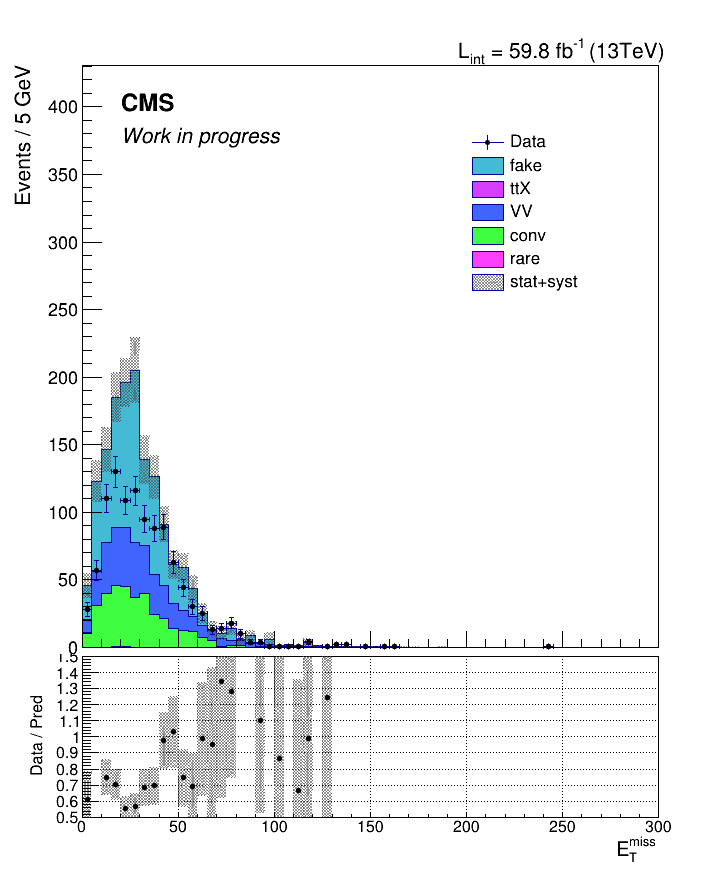 L_int = 59.8 fb^-1 (13TeV)
Events / 5 GeV
CMS
Work in progress
Data
fake
ttX
VV
conv
rare
stat+syst
400
350
300
250
200
150
100
50
0
Data / Pred
1.5
1.4
1.3
1.2
1.1
1
0.9
0.8
0.7
0.6
0.5
0 50 100 150 200 250 300
E_T^miss